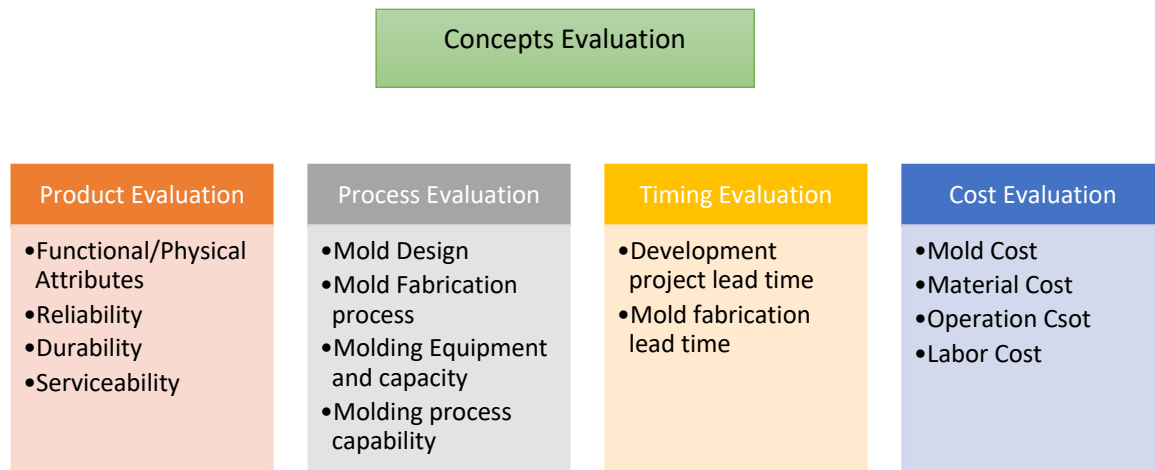 Concepts Evaluation
Product Evaluation
•Functional/Physical
Attributes
•Reliability
•Durability
•Serviceability
Process Evaluation
•Mold Design
•Mold Fabrication
process
•Molding Equipment
and capacity
•Molding process
capability
Timing Evaluation
•Development
project lead time
•Mold fabrication
lead time
Cost Evaluation
•Mold Cost
•Material Cost
•Operation Csot
•Labor Cost